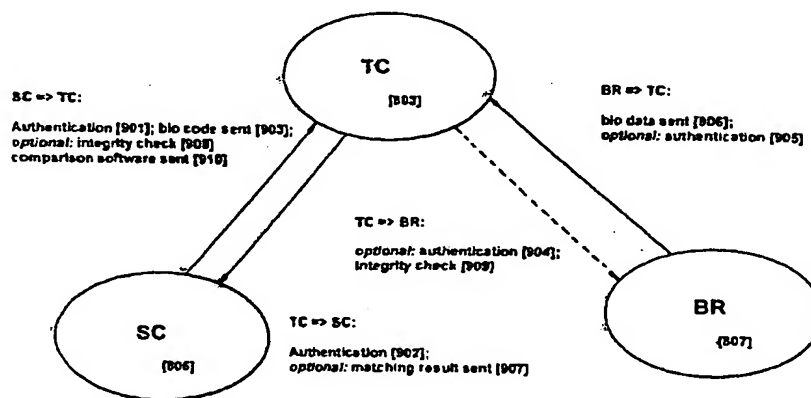 TC
[803]
SC => TC:
Authentication [901]; bio code sent [903];
optional: integrity check [908]
comparison software sent [910]
BR => TC:
bio data sent [906];
optional: authentication [905]
TC => BR:
optional: authentication [904];
integrity check [909]
SC
[806]
TC => SC:
Authentication [902];
optional: matching result sent [907]
BR
[807]